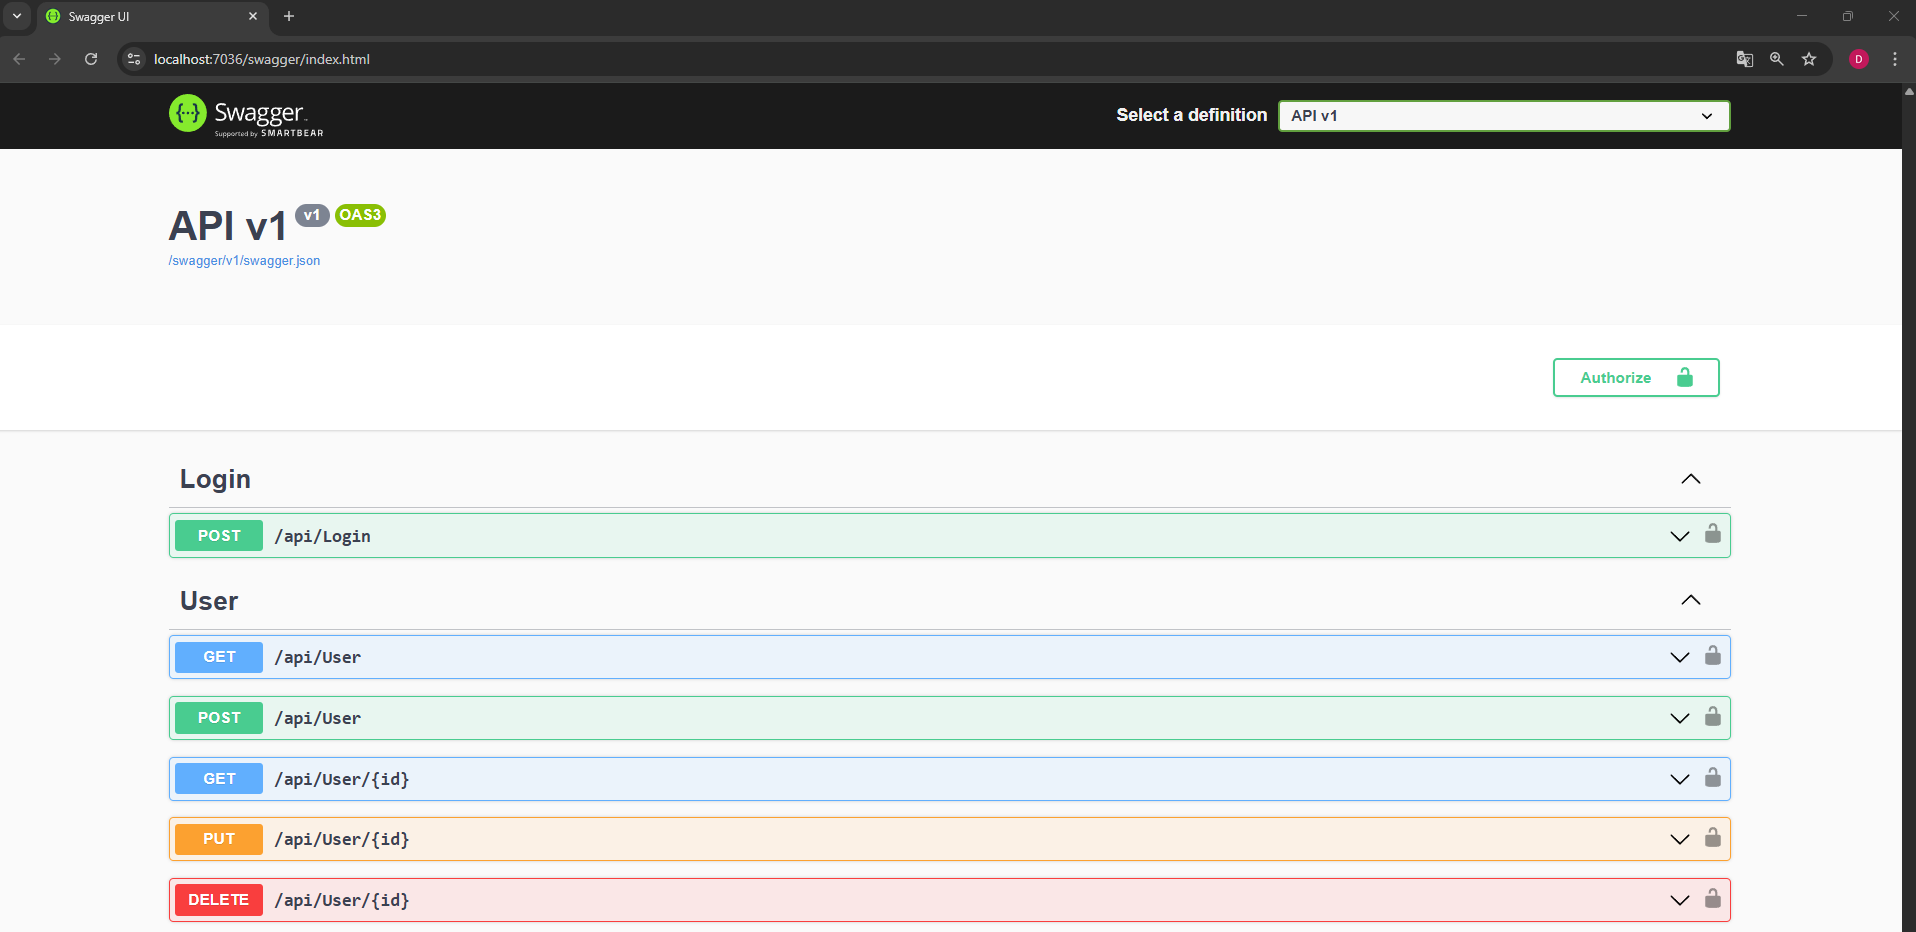 Swagger UI
localhost:7036/swagger/index.html
D
{···} Swagger
Supported by SMARTBEAR
Select a definition
API v1
API v1 v1 OAS3
/swagger/v1/swagger.json
Authorize
Login
POST /api/Login
User
GET /api/User
POST /api/User
GET /api/User/{id}
PUT /api/User/{id}
DELETE /api/User/{id}